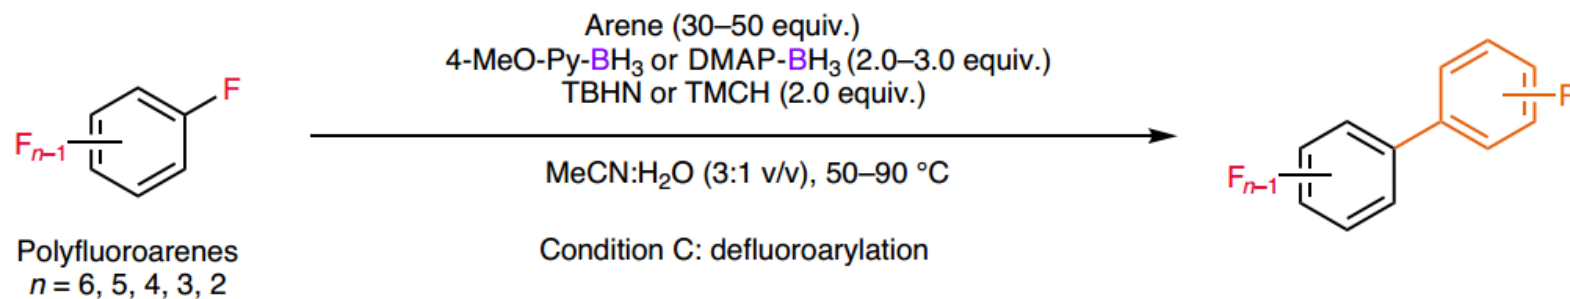 Arene (30–50 equiv.)
4-MeO-Py-BH₃ or DMAP-BH₃ (2.0–3.0 equiv.)
TBHN or TMCH (2.0 equiv.)
MeCN:H₂O (3:1 v/v), 50–90 °C
Condition C: defluoroarylation
F
Fₙ₋₁
Polyfluoroarenes
n = 6, 5, 4, 3, 2
Fₙ₋₁